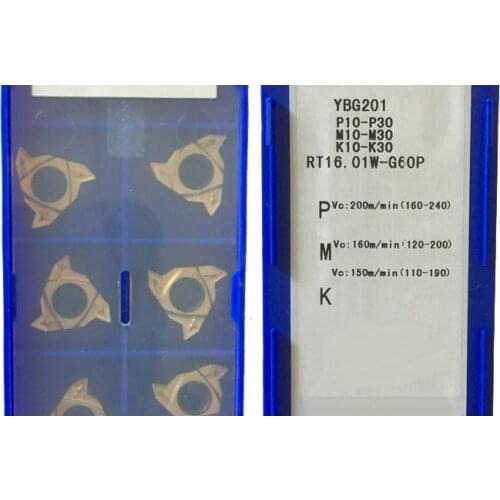 YBG201
P10-P30
M10-M30
K10-K30
RT16.01W-G60P
P Vc:200m/min(160-240)
M Vc:160m/min(120-200)
K Vc:150m/min(110-190)